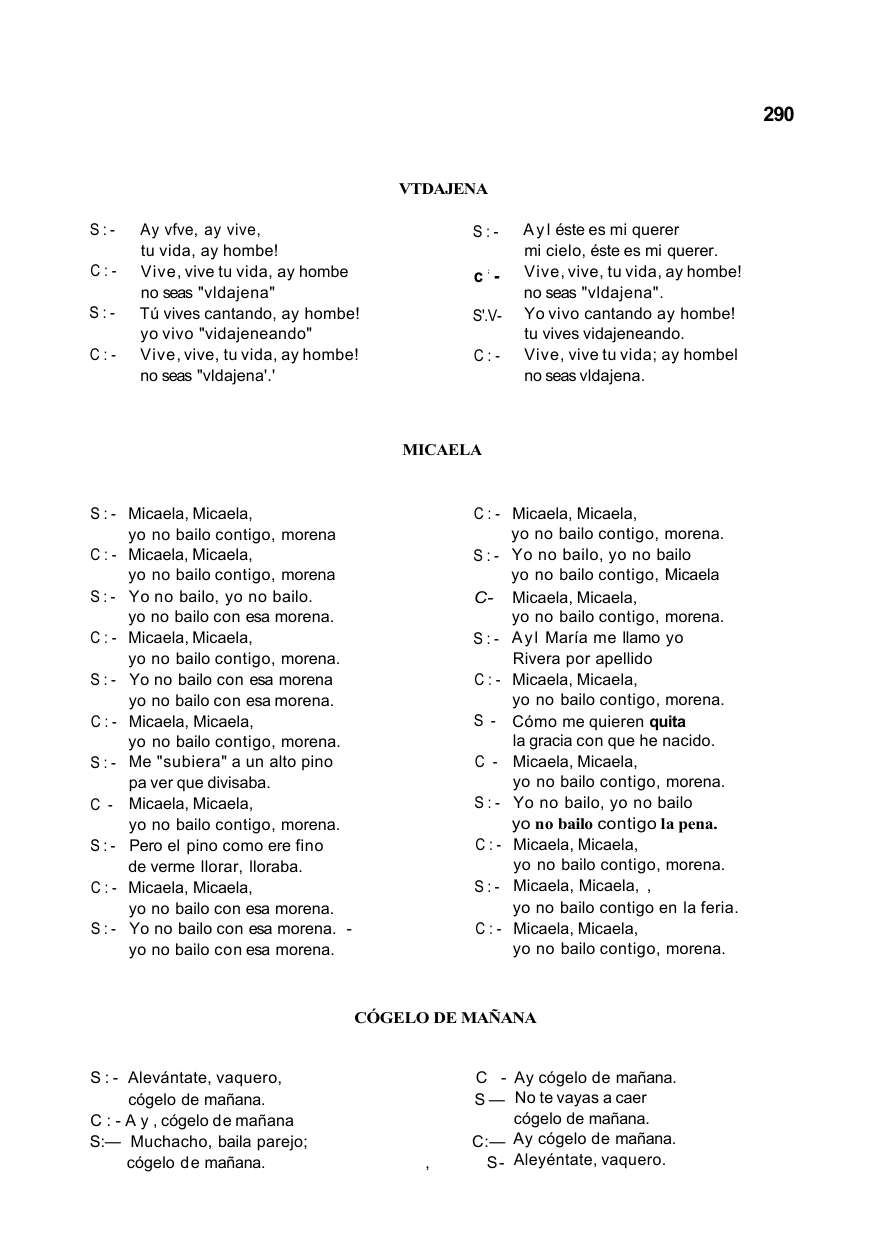 290
VTDAJENA
S : - Ay vfve, ay vive,
tu vida, ay hombe!
C : - Vive, vive tu vida, ay hombe
no seas "vldajena"
S : - Tú vives cantando, ay hombe!
yo vivo "vidajeneando"
C : - Vive, vive, tu vida, ay hombe!
no seas "vldajena'.'
S : - Ayl éste es mi querer
mi cielo, éste es mi querer.
c : - Vive, vive, tu vida, ay hombe!
no seas "vldajena".
S'.V- Yo vivo cantando ay hombe!
tu vives vidajeneando.
C : - Vive, vive tu vida; ay hombel
no seas vldajena.
MICAELA
S : - Micaela, Micaela,
yo no bailo contigo, morena
C : - Micaela, Micaela,
yo no bailo contigo, morena
S : - Yo no bailo, yo no bailo.
yo no bailo con esa morena.
C : - Micaela, Micaela,
yo no bailo contigo, morena.
S : - Yo no bailo con esa morena
yo no bailo con esa morena.
C : - Micaela, Micaela,
yo no bailo contigo, morena.
S : - Me "subiera" a un alto pino
pa ver que divisaba.
C - Micaela, Micaela,
yo no bailo contigo, morena.
S : - Pero el pino como ere fino
de verme llorar, lloraba.
C : - Micaela, Micaela,
yo no bailo con esa morena.
S : - Yo no bailo con esa morena. -
yo no bailo con esa morena.
C : - Micaela, Micaela,
yo no bailo contigo, morena.
S : - Yo no bailo, yo no bailo
yo no bailo contigo, Micaela
C- Micaela, Micaela,
yo no bailo contigo, morena.
S : - Ayl María me llamo yo
Rivera por apellido
C : - Micaela, Micaela,
yo no bailo contigo, morena.
S - Cómo me quieren quita
la gracia con que he nacido.
C - Micaela, Micaela,
yo no bailo contigo, morena.
S : - Yo no bailo, yo no bailo
yo no bailo contigo la pena.
C : - Micaela, Micaela,
yo no bailo contigo, morena.
S : - Micaela, Micaela, ,
yo no bailo contigo en la feria.
C : - Micaela, Micaela,
yo no bailo contigo, morena.
CÓGELO DE MAÑANA
S : - Alevántate, vaquero,
cógelo de mañana.
C : - A y , cógelo de mañana
S:— Muchacho, baila parejo;
cógelo de mañana. ,
C - Ay cógelo de mañana.
S — No te vayas a caer
cógelo de mañana.
C:— Ay cógelo de mañana.
S- Aleyéntate, vaquero.